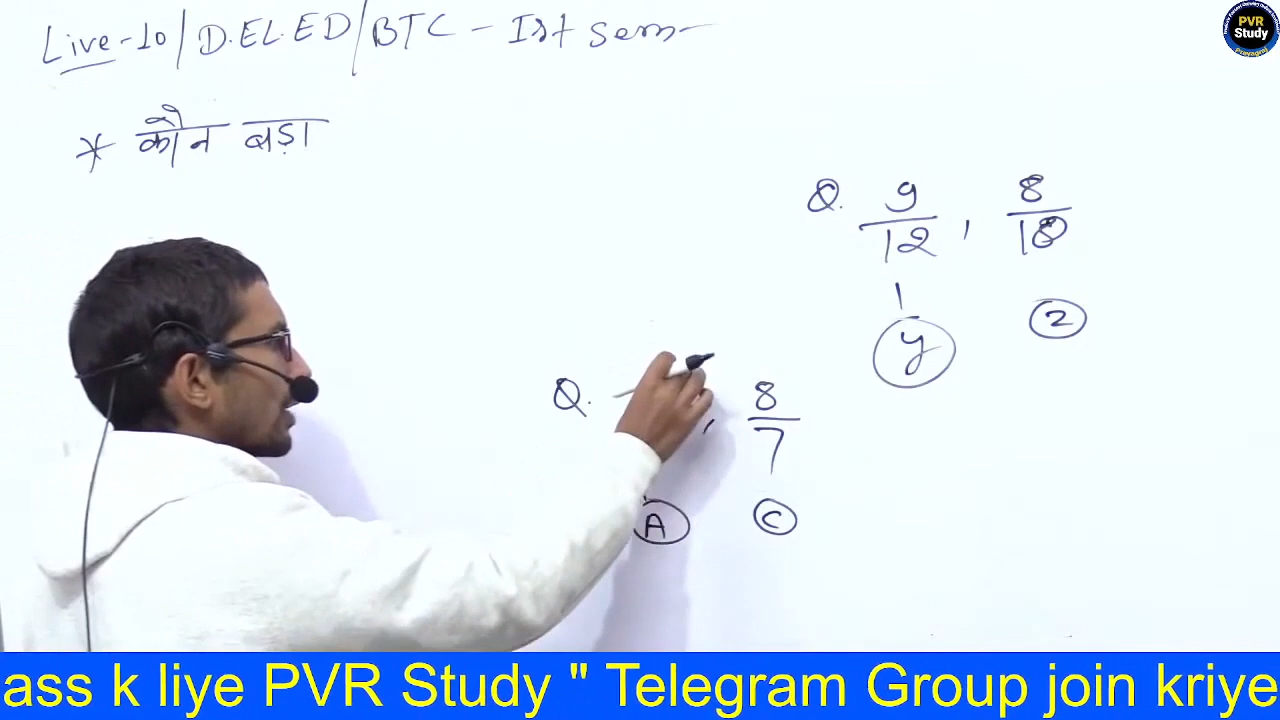 Live-10/D.EL.ED/BTC - Ist Sem
* कौन बड़ा
Q. 9/12 , 8/18
y 2
Q. , 8/7
A C
PVR Study Prayagraj
ass k liye PVR Study " Telegram Group join kriye